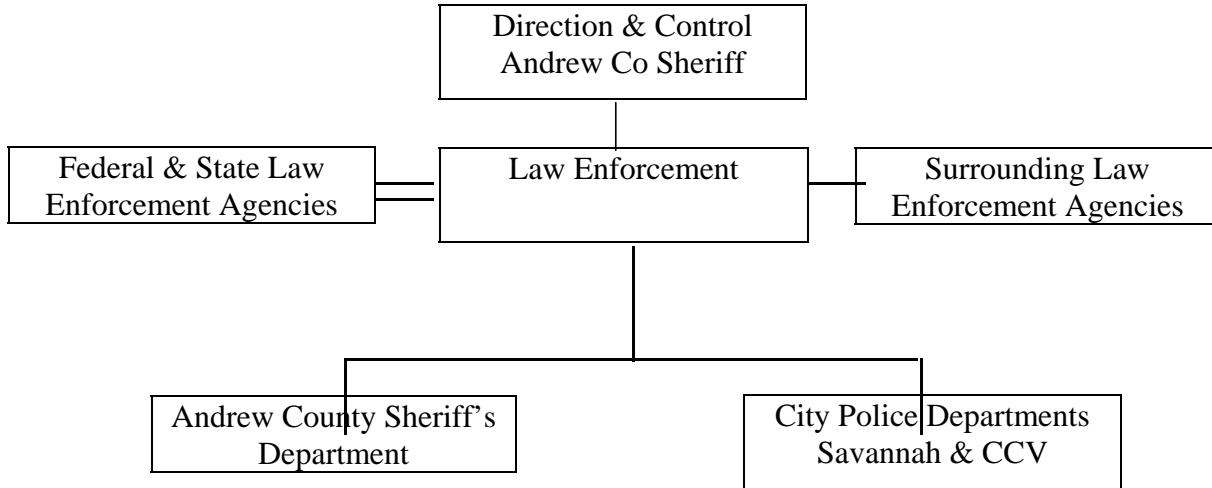 Direction & Control
Andrew Co Sheriff
Federal & State Law
Enforcement Agencies
Law Enforcement
Surrounding Law
Enforcement Agencies
Andrew County Sheriff’s
Department
City Police Departments
Savannah & CCV